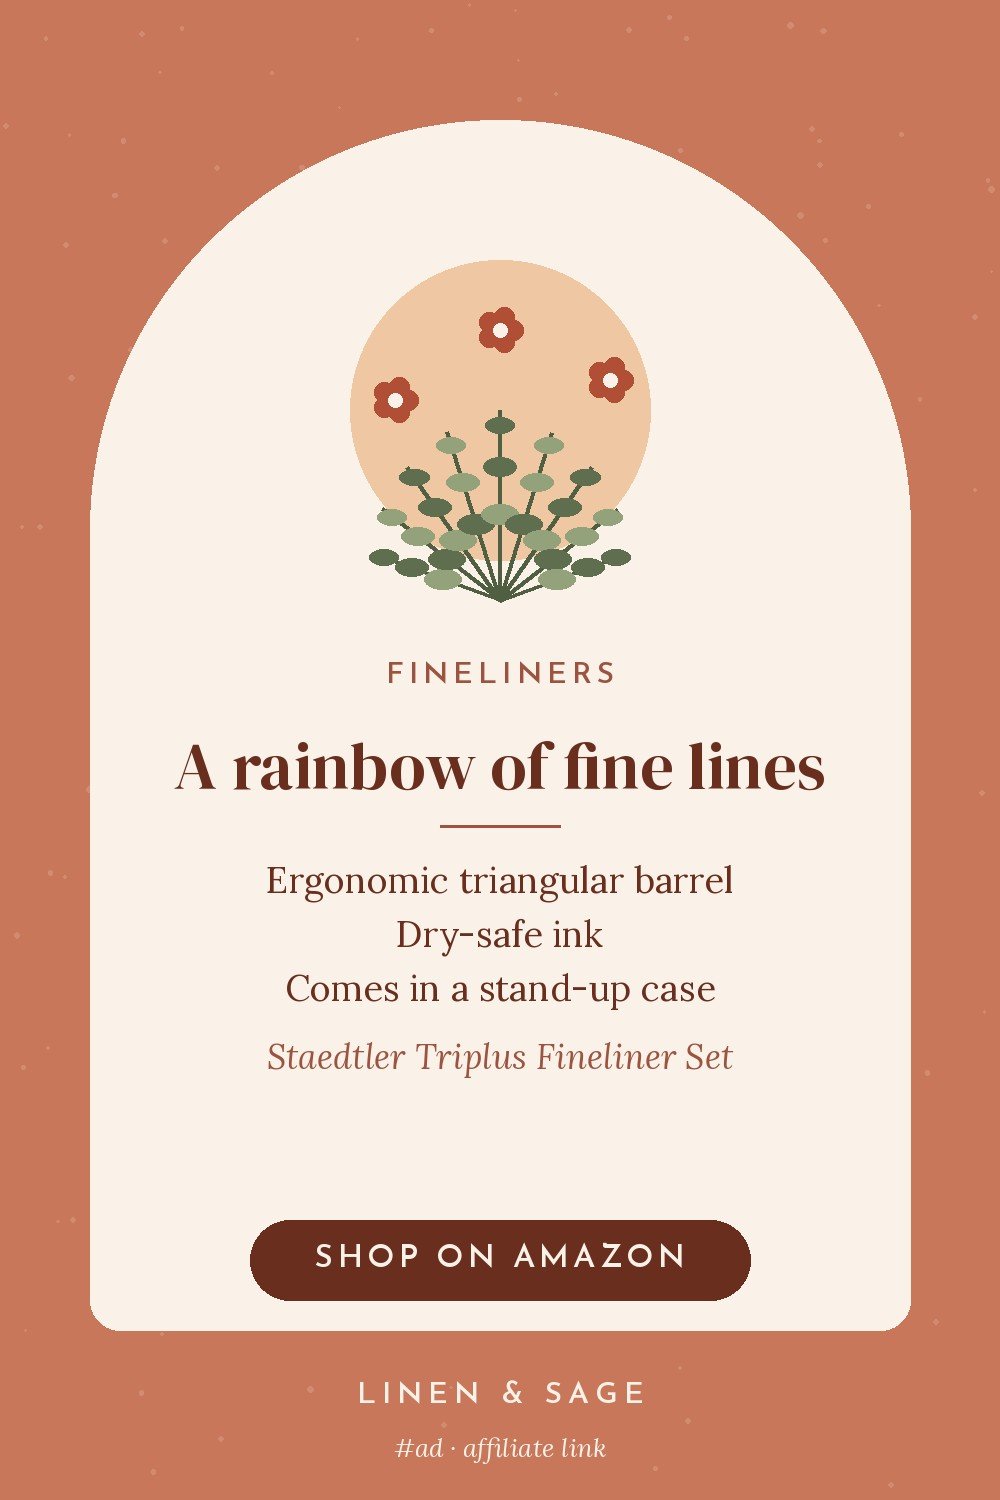 FINELINERS
A rainbow of fine lines
Ergonomic triangular barrel
Dry-safe ink
Comes in a stand-up case
Staedtler Triplus Fineliner Set
SHOP ON AMAZON
LINEN & SAGE
#ad · affiliate link